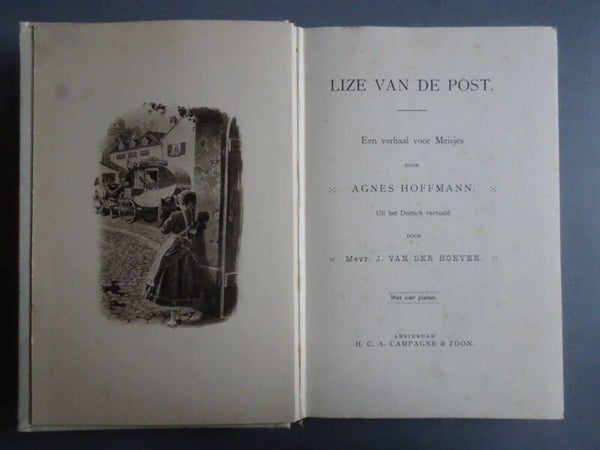 LIZE VAN DE POST.
Een verhaal voor Meisjes
DOOR
AGNES HOFFMANN.
Uit het Duitsch vertaald
DOOR
Mevr. J. VAN DER HOEVEN.
Met vier platen.
AMSTERDAM
H. C. A. CAMPAGNE & ZOON.